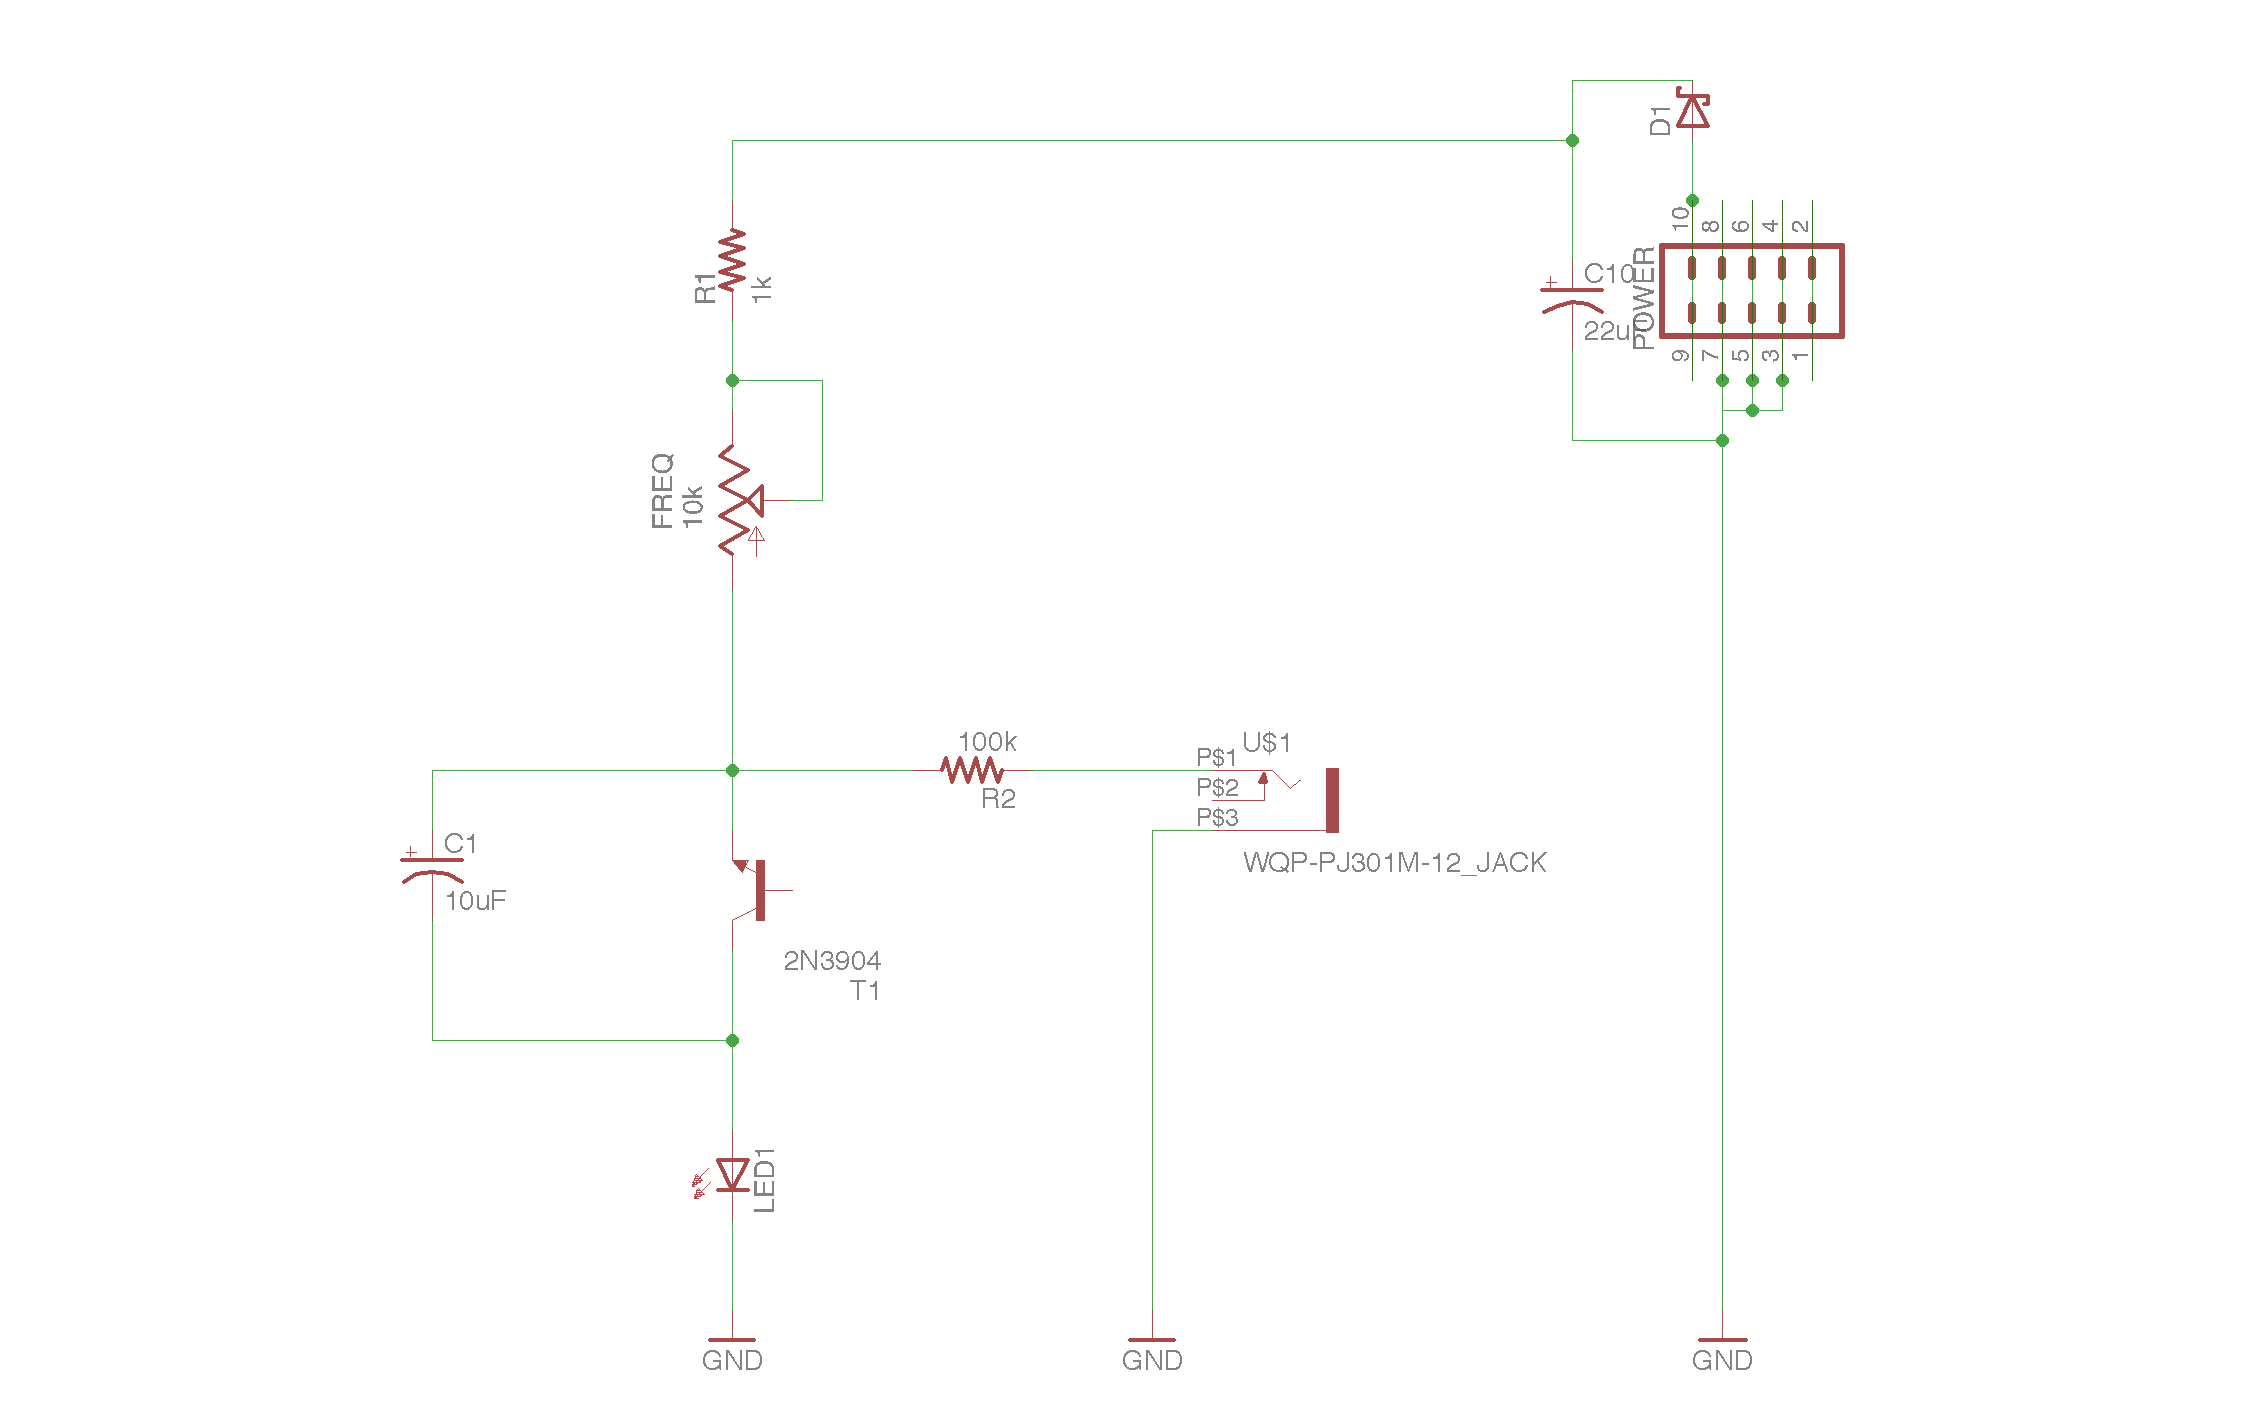 D1
10
8
6
4
2
POWER
C10
22uF
9
7
5
3
1
R1
1k
FREQ
10k
100k
R2
U$1
P$1
P$2
P$3
WQP-PJ301M-12_JACK
+
C1
10uF
+
2N3904
T1
LED1
GND
GND
GND